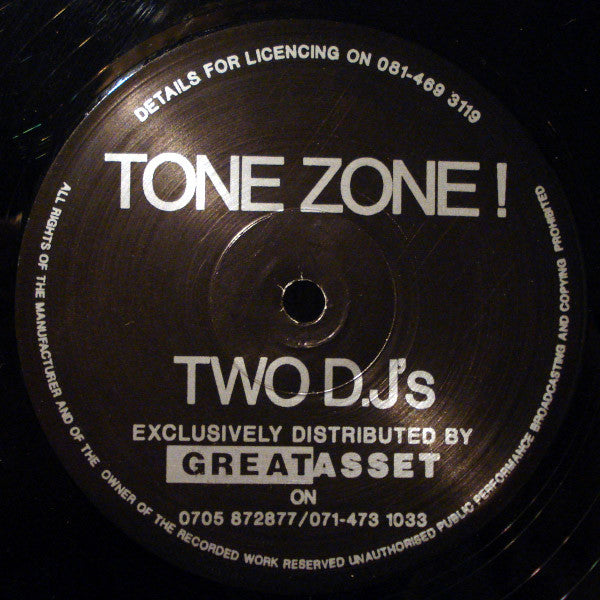 DETAILS FOR LICENCING ON 081-469 3119
TONE ZONE !
TWO D.J's
EXCLUSIVELY DISTRIBUTED BY
GREATASSET
ON
0705 872877/071-473 1033
ALL RIGHTS OF THE MANUFACTURER AND OF THE OWNER OF THE RECORDED WORK RESERVED UNAUTHORISED PUBLIC PERFORMANCE BROADCASTING AND COPYING PROHIBITED